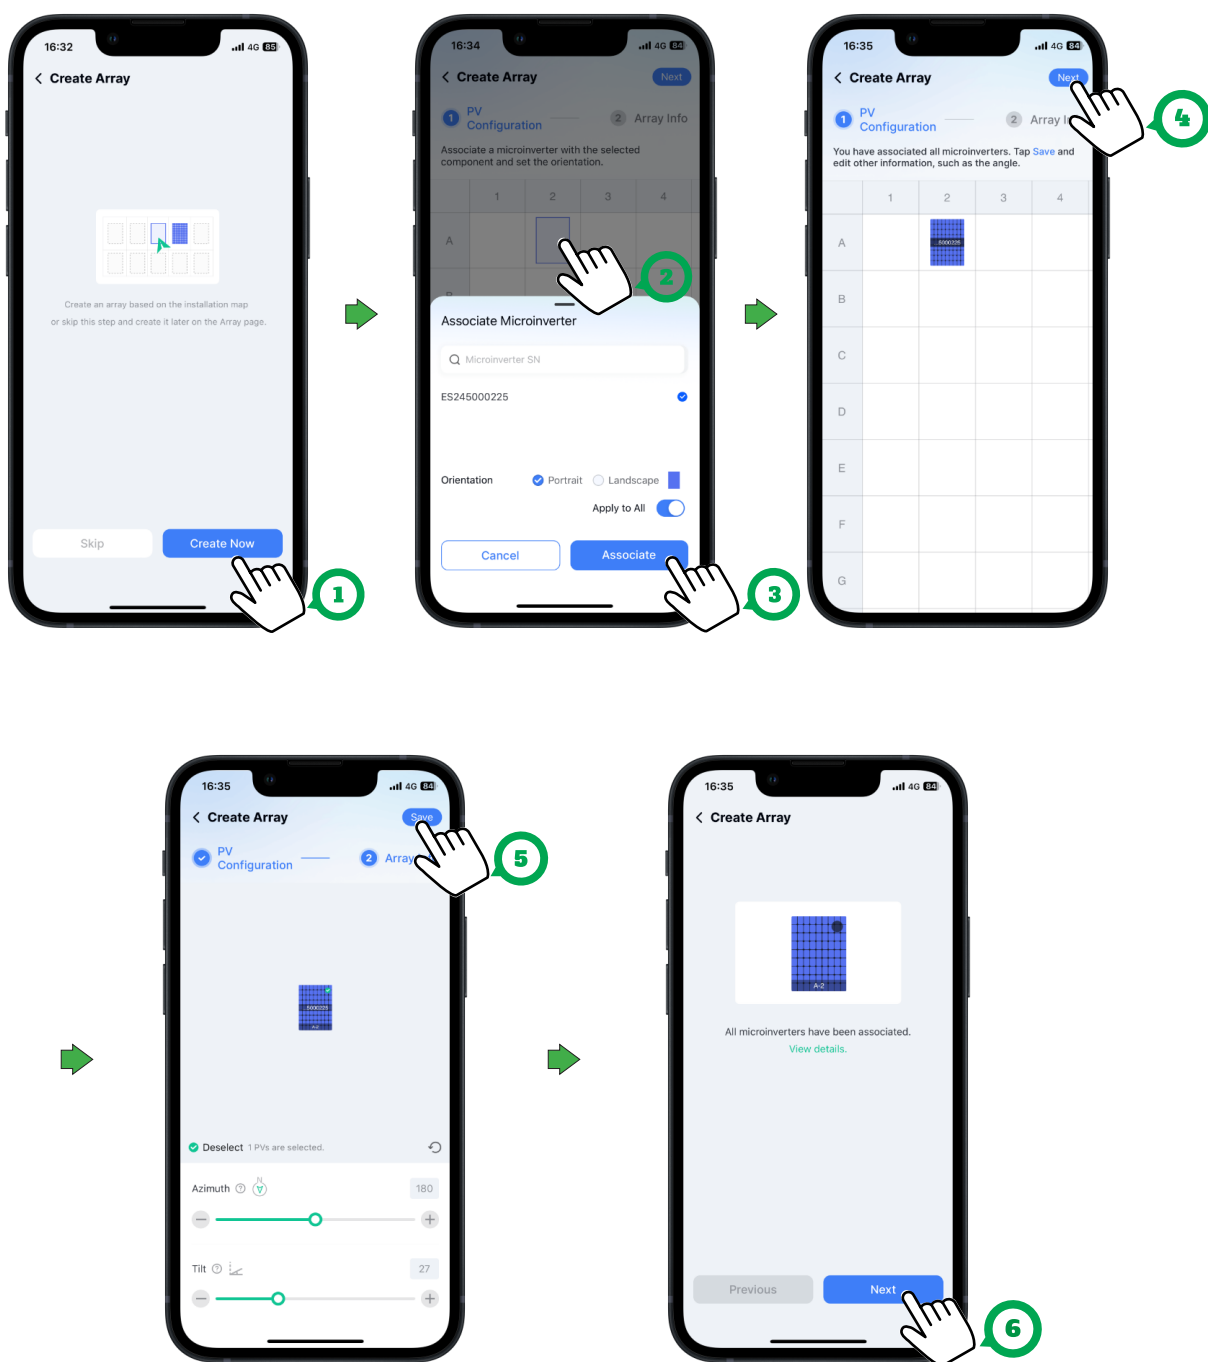 16:32
4G 85
Create Array
Create an array based on the installation map
or skip this step and create it later on the Array page.
Skip
Create Now
1
16:34
4G 84
Create Array
Next
1
PV
Configuration
2
Array Info
Associate a microinverter with the selected
component and set the orientation.
1 2 3 4
A
2
Associate Microinverter
Microinverter SN
ES245000225
Orientation
Portrait
Landscape
Apply to All
Cancel
Associate
3
16:35
4G 84
Create Array
Next
4
1
PV
Configuration
2
Array I
You have associated all microinverters. Tap Save and
edit other information, such as the angle.
1 2 3 4
A
...5000225
B
C
D
E
F
G
16:35
4G 84
Create Array
Save
PV
Configuration
2
Array
5
...5000225
A-2
Deselect 1 PVs are selected.
Azimuth
N
180
Tilt
27
16:35
4G 84
Create Array
A-2
All microinverters have been associated.
View details.
Previous
Next
6